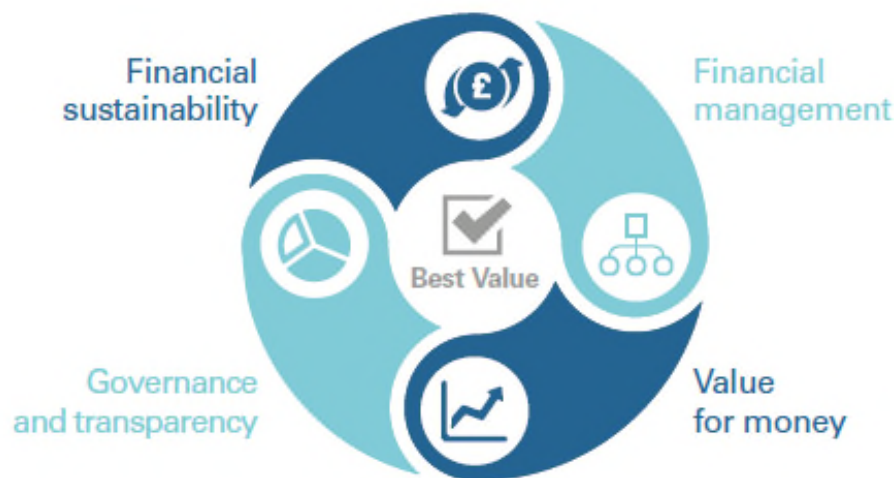 Financial
sustainability
Financial
management
£
Best Value
Governance
and transparency
Value
for money